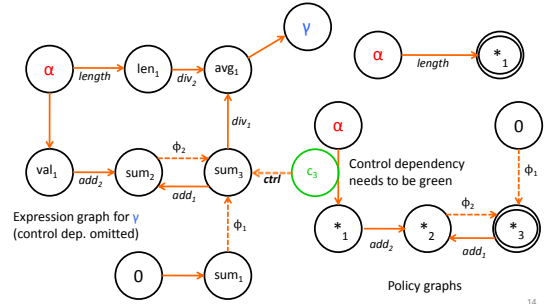 γ
α
length
len₁
div₂
avg₁
α
length
*₁
div₁
val₁
add₂
sum₂
ϕ₂
add₁
sum₃
ctrl
c₃
α
Control dependency
needs to be green
0
ϕ₁
Expression graph for γ
(control dep. omitted)
ϕ₁
0
sum₁
*₁
add₂
*₂
ϕ₂
add₁
*₃
Policy graphs
14